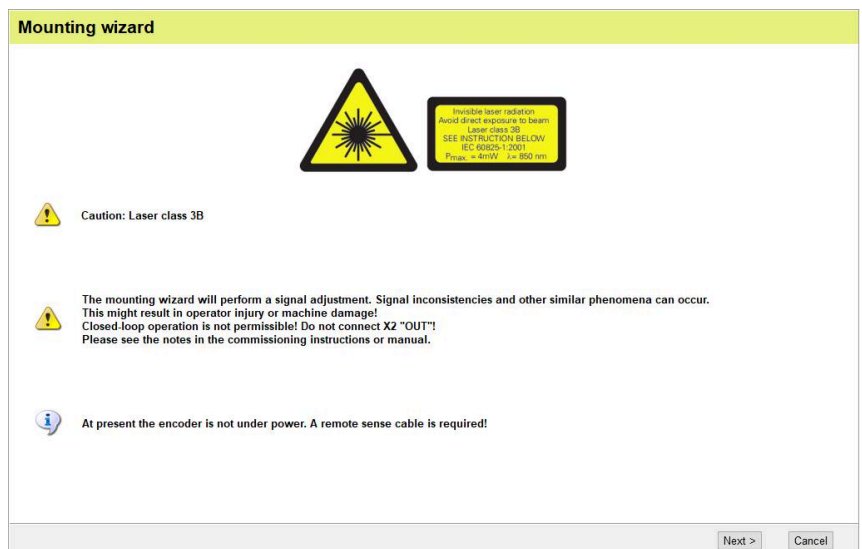 Mounting wizard
Invisible laser radiation
Avoid direct exposure to beam
Laser class 3B
SEE INSTRUCTION BELOW
IEC 60825-1:2001
Pmax. = 4mW λ= 850 nm
Caution: Laser class 3B
The mounting wizard will perform a signal adjustment. Signal inconsistencies and other similar phenomena can occur.
This might result in operator injury or machine damage!
Closed-loop operation is not permissible! Do not connect X2 "OUT"!
Please see the notes in the commissioning instructions or manual.
At present the encoder is not under power. A remote sense cable is required!
Next > Cancel